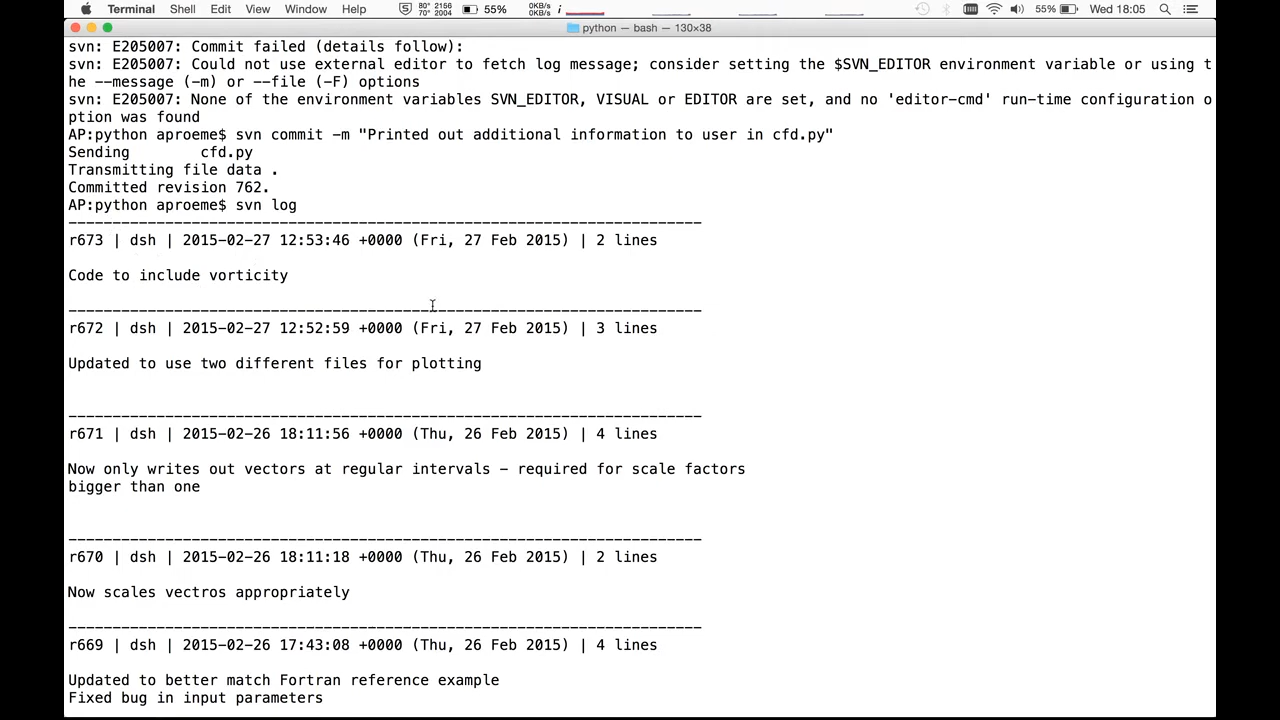 Terminal Shell Edit View Window Help 80° 2156 70° 2004 55% 0KB/s 0KB/s 55% Wed 18:05
python — bash — 130×38
svn: E205007: Commit failed (details follow):
svn: E205007: Could not use external editor to fetch log message; consider setting the $SVN_EDITOR environment variable or using t
he --message (-m) or --file (-F) options
svn: E205007: None of the environment variables SVN_EDITOR, VISUAL or EDITOR are set, and no 'editor-cmd' run-time configuration o
ption was found
AP:python aproeme$ svn commit -m "Printed out additional information to user in cfd.py"
Sending        cfd.py
Transmitting file data .
Committed revision 762.
AP:python aproeme$ svn log
------------------------------------------------------------------------
r673 | dsh | 2015-02-27 12:53:46 +0000 (Fri, 27 Feb 2015) | 2 lines
Code to include vorticity
------------------------------------------------------------------------
r672 | dsh | 2015-02-27 12:52:59 +0000 (Fri, 27 Feb 2015) | 3 lines
Updated to use two different files for plotting
------------------------------------------------------------------------
r671 | dsh | 2015-02-26 18:11:56 +0000 (Thu, 26 Feb 2015) | 4 lines
Now only writes out vectors at regular intervals - required for scale factors
bigger than one
------------------------------------------------------------------------
r670 | dsh | 2015-02-26 18:11:18 +0000 (Thu, 26 Feb 2015) | 2 lines
Now scales vectros appropriately
------------------------------------------------------------------------
r669 | dsh | 2015-02-26 17:43:08 +0000 (Thu, 26 Feb 2015) | 4 lines
Updated to better match Fortran reference example
Fixed bug in input parameters